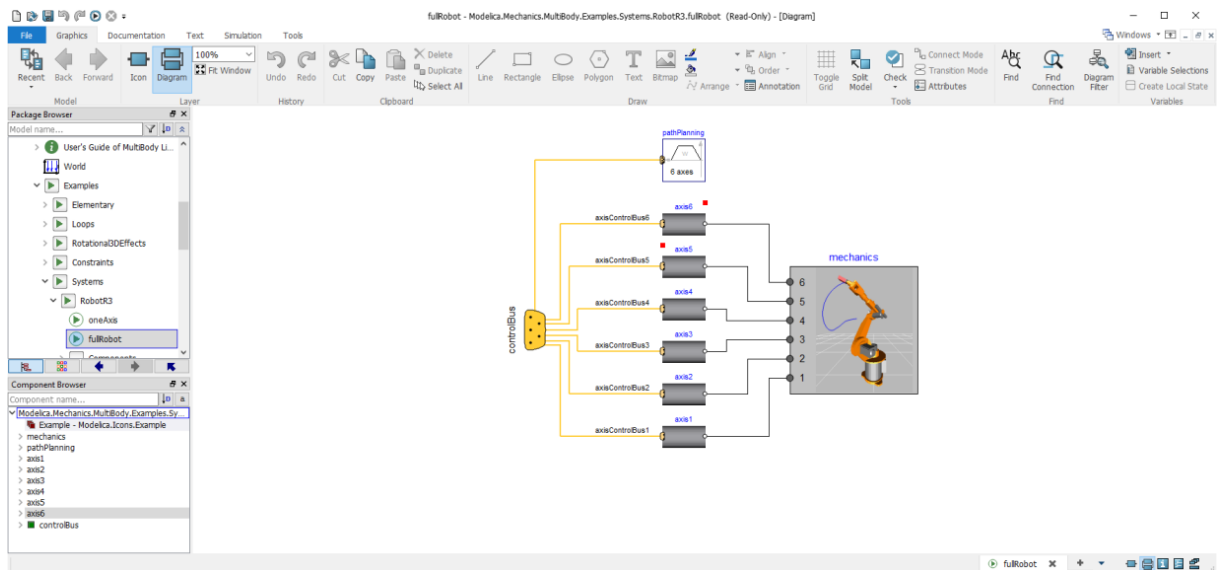 fullRobot - Modelica.Mechanics.MultiBody.Examples.Systems.RobotR3.fullRobot (Read-Only) - [Diagram]
File Graphics Documentation Text Simulation Tools Windows
Recent Back Forward Icon Diagram 100% Fit Window Undo Redo Cut Copy Paste Delete Duplicate Select All Line Rectangle Ellipse Polygon Text Bitmap Arrange Align Order Annotation Toggle Grid Split Model Check Connect Mode Transition Mode Attributes Abc Find Find Connection Diagram Filter Insert Variable Selections Create Local State
Model Layer History Clipboard Draw Tools Find Variables
Package Browser
Model name...
User's Guide of MultiBody Li...
World
Examples
Elementary
Loops
Rotational3DEffects
Constraints
Systems
RobotR3
oneAxis
fullRobot
Components
Component Browser
Component name...
Modelica.Mechanics.MultiBody.Examples.Sy...
Example - Modelica.Icons.Example
mechanics
pathPlanning
axis1
axis2
axis3
axis4
axis5
axis6
controlBus
pathPlanning
w
6 axes
axis6
axisControlBus6
axis5
axisControlBus5
axis4
axisControlBus4
axis3
axisControlBus3
axis2
axisControlBus2
axis1
axisControlBus1
controlBus
mechanics
6
5
4
3
2
1
fullRobot